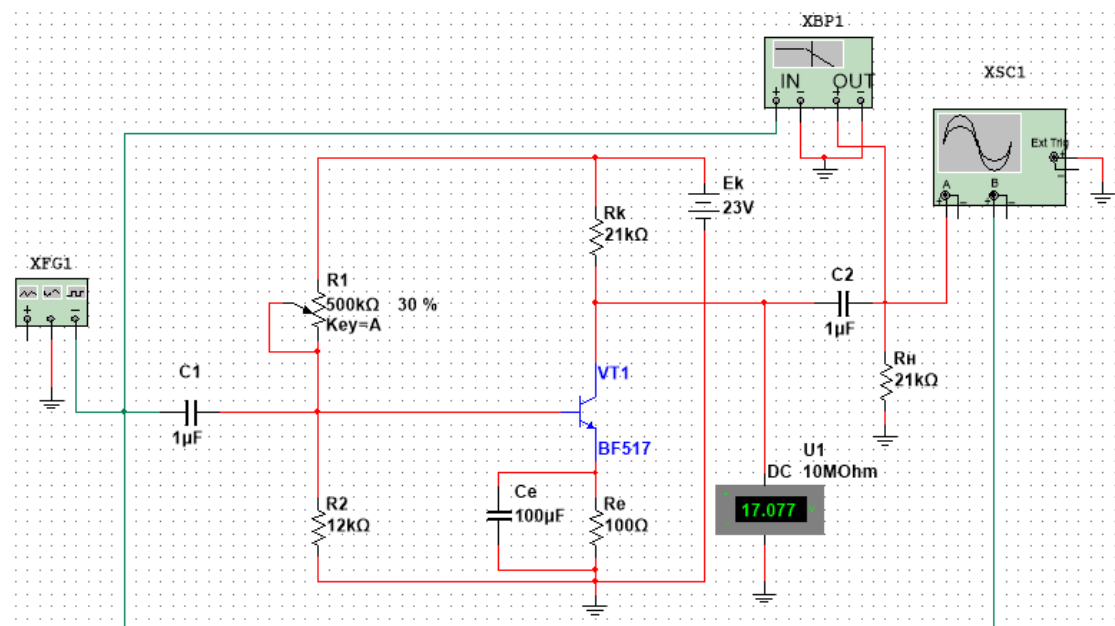 XBP1
IN OUT
XSC1
Ext Trig
A B
Ek
23V
Rk
21kΩ
XFG1
R1
500kΩ 30 %
Key=A
C2
1µF
Rн
21kΩ
C1
1µF
VT1
BF517
U1
DC 10MOhm
17.077
Ce
100µF
Re
100Ω
R2
12kΩ